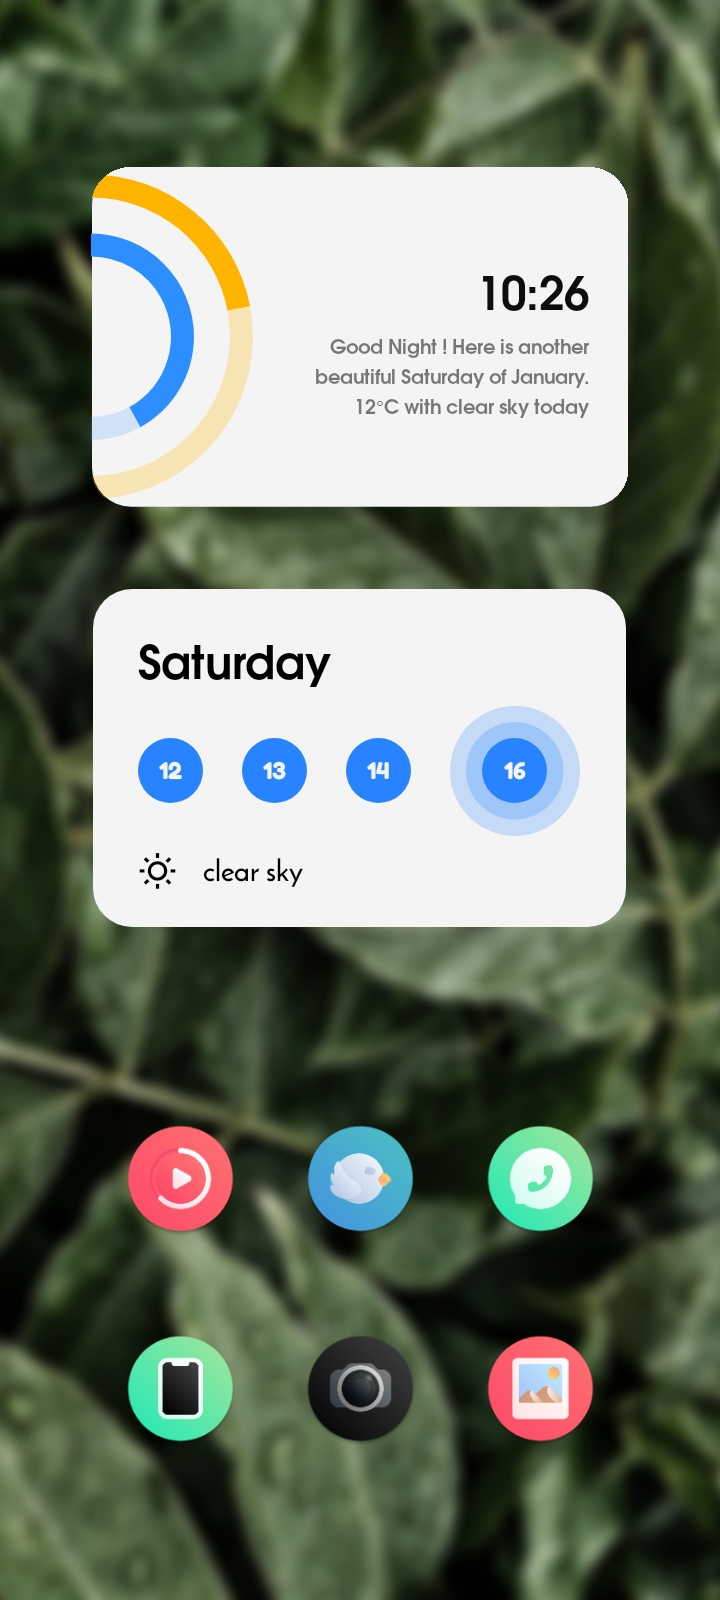 10:26
Good Night ! Here is another
beautiful Saturday of January.
12°C with clear sky today
Saturday
12 13 14 16
clear sky